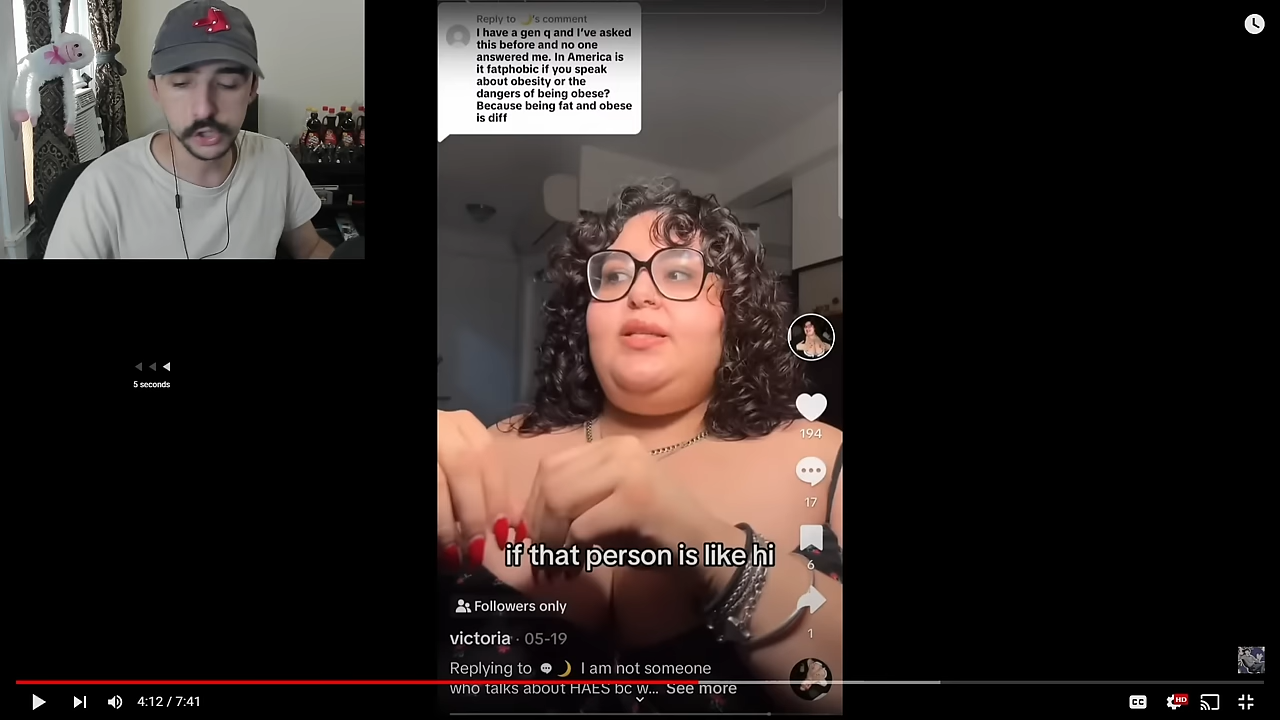 Reply to 🌙's comment
I have a gen q and I've asked
this before and no one
answered me. In America is
it fatphobic if you speak
about obesity or the
dangers of being obese?
Because being fat and obese
is diff
5 seconds
194
17
6
1
if that person is like hi
Followers only
victoria · 05-19
Replying to 💬🌙 I am not someone
who talks about HAES bc w... See more
4:12 / 7:41
CC
HD